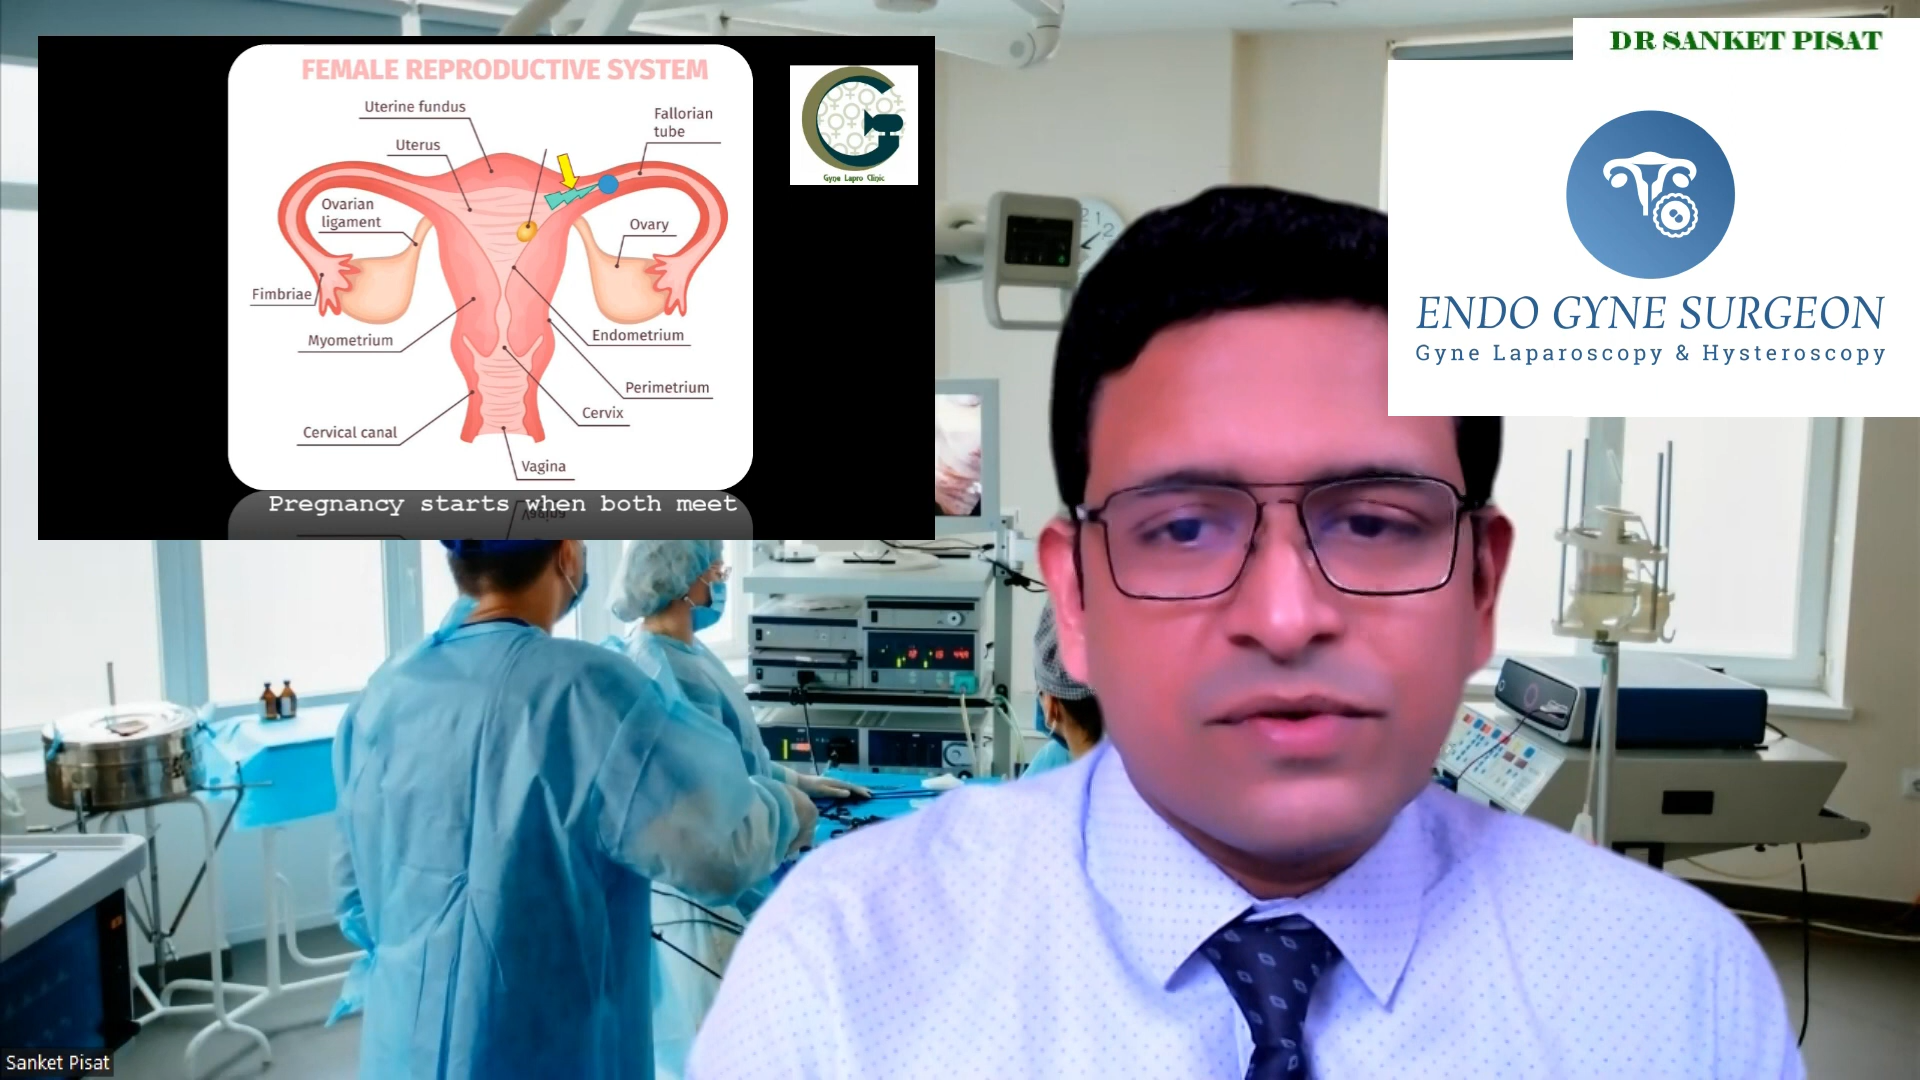 DR SANKET PISAT
FEMALE REPRODUCTIVE SYSTEM
Uterine fundus
Fallorian
tube
Uterus
Ovarian
ligament
Ovary
Fimbriae
Myometrium
Endometrium
Perimetrium
Cervix
Cervical canal
Vagina
Pregnancy starts when both meet
Gyne Lapro Clinic
ENDO GYNE SURGEON
Gyne Laparoscopy & Hysteroscopy
Sanket Pisat